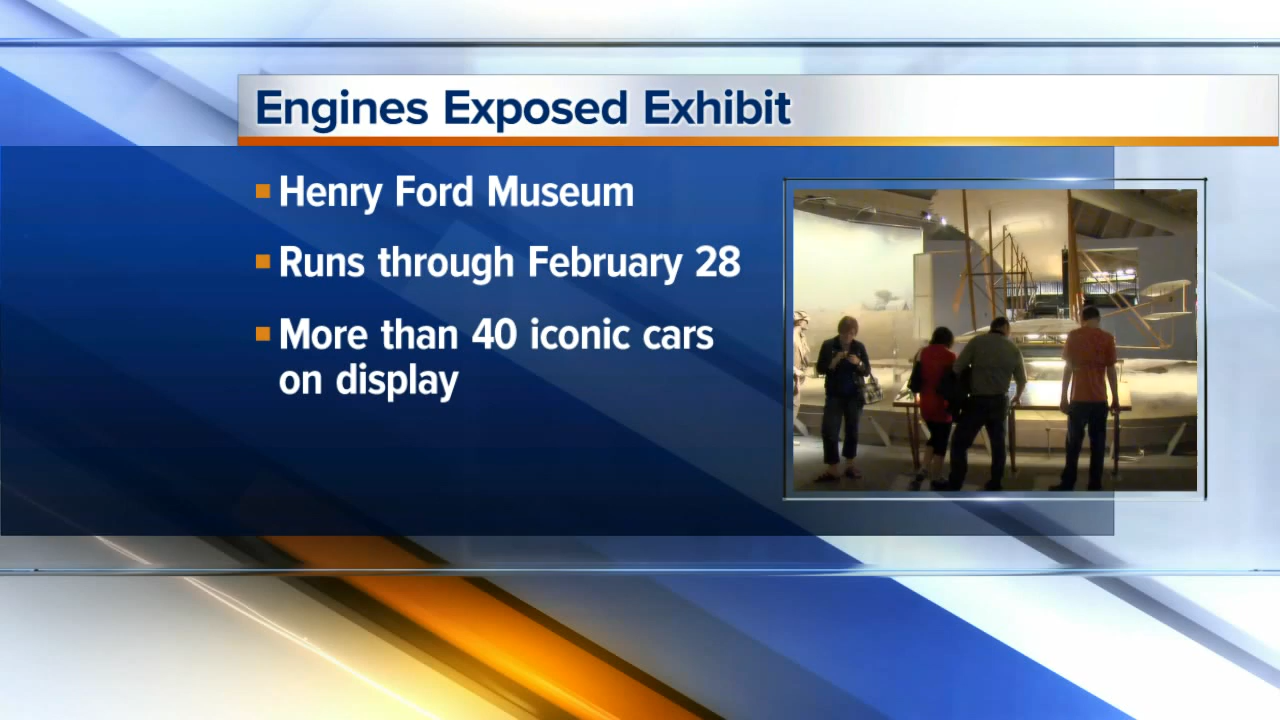 Engines Exposed Exhibit
Henry Ford Museum
Runs through February 28
More than 40 iconic cars
on display